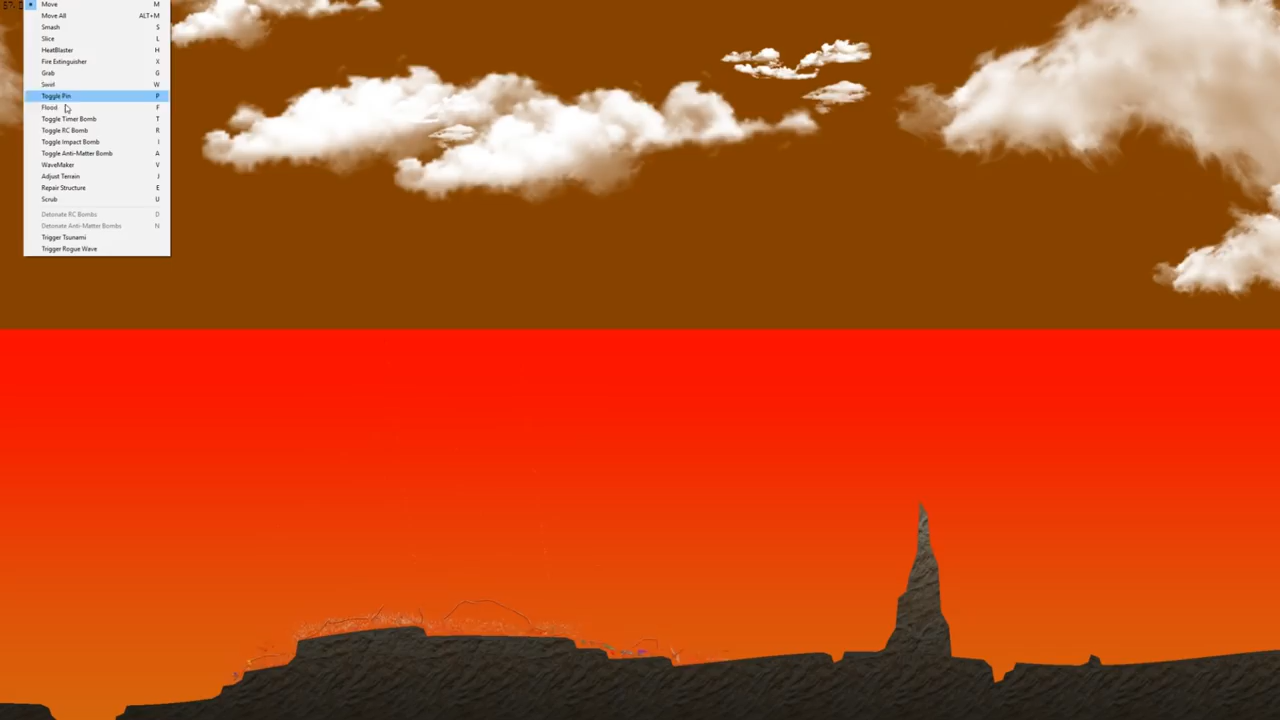 Move M
Move All ALT+M
Smash S
Slice L
HeatBlaster H
Fire Extinguisher X
Grab G
Swirl W
Toggle Pin P
Flood F
Toggle Timer Bomb T
Toggle RC Bomb R
Toggle Impact Bomb I
Toggle Anti-Matter Bomb A
WaveMaker V
Adjust Terrain J
Repair Structure E
Scrub U
Detonate RC Bombs D
Detonate Anti-Matter Bombs N
Trigger Tsunami
Trigger Rogue Wave